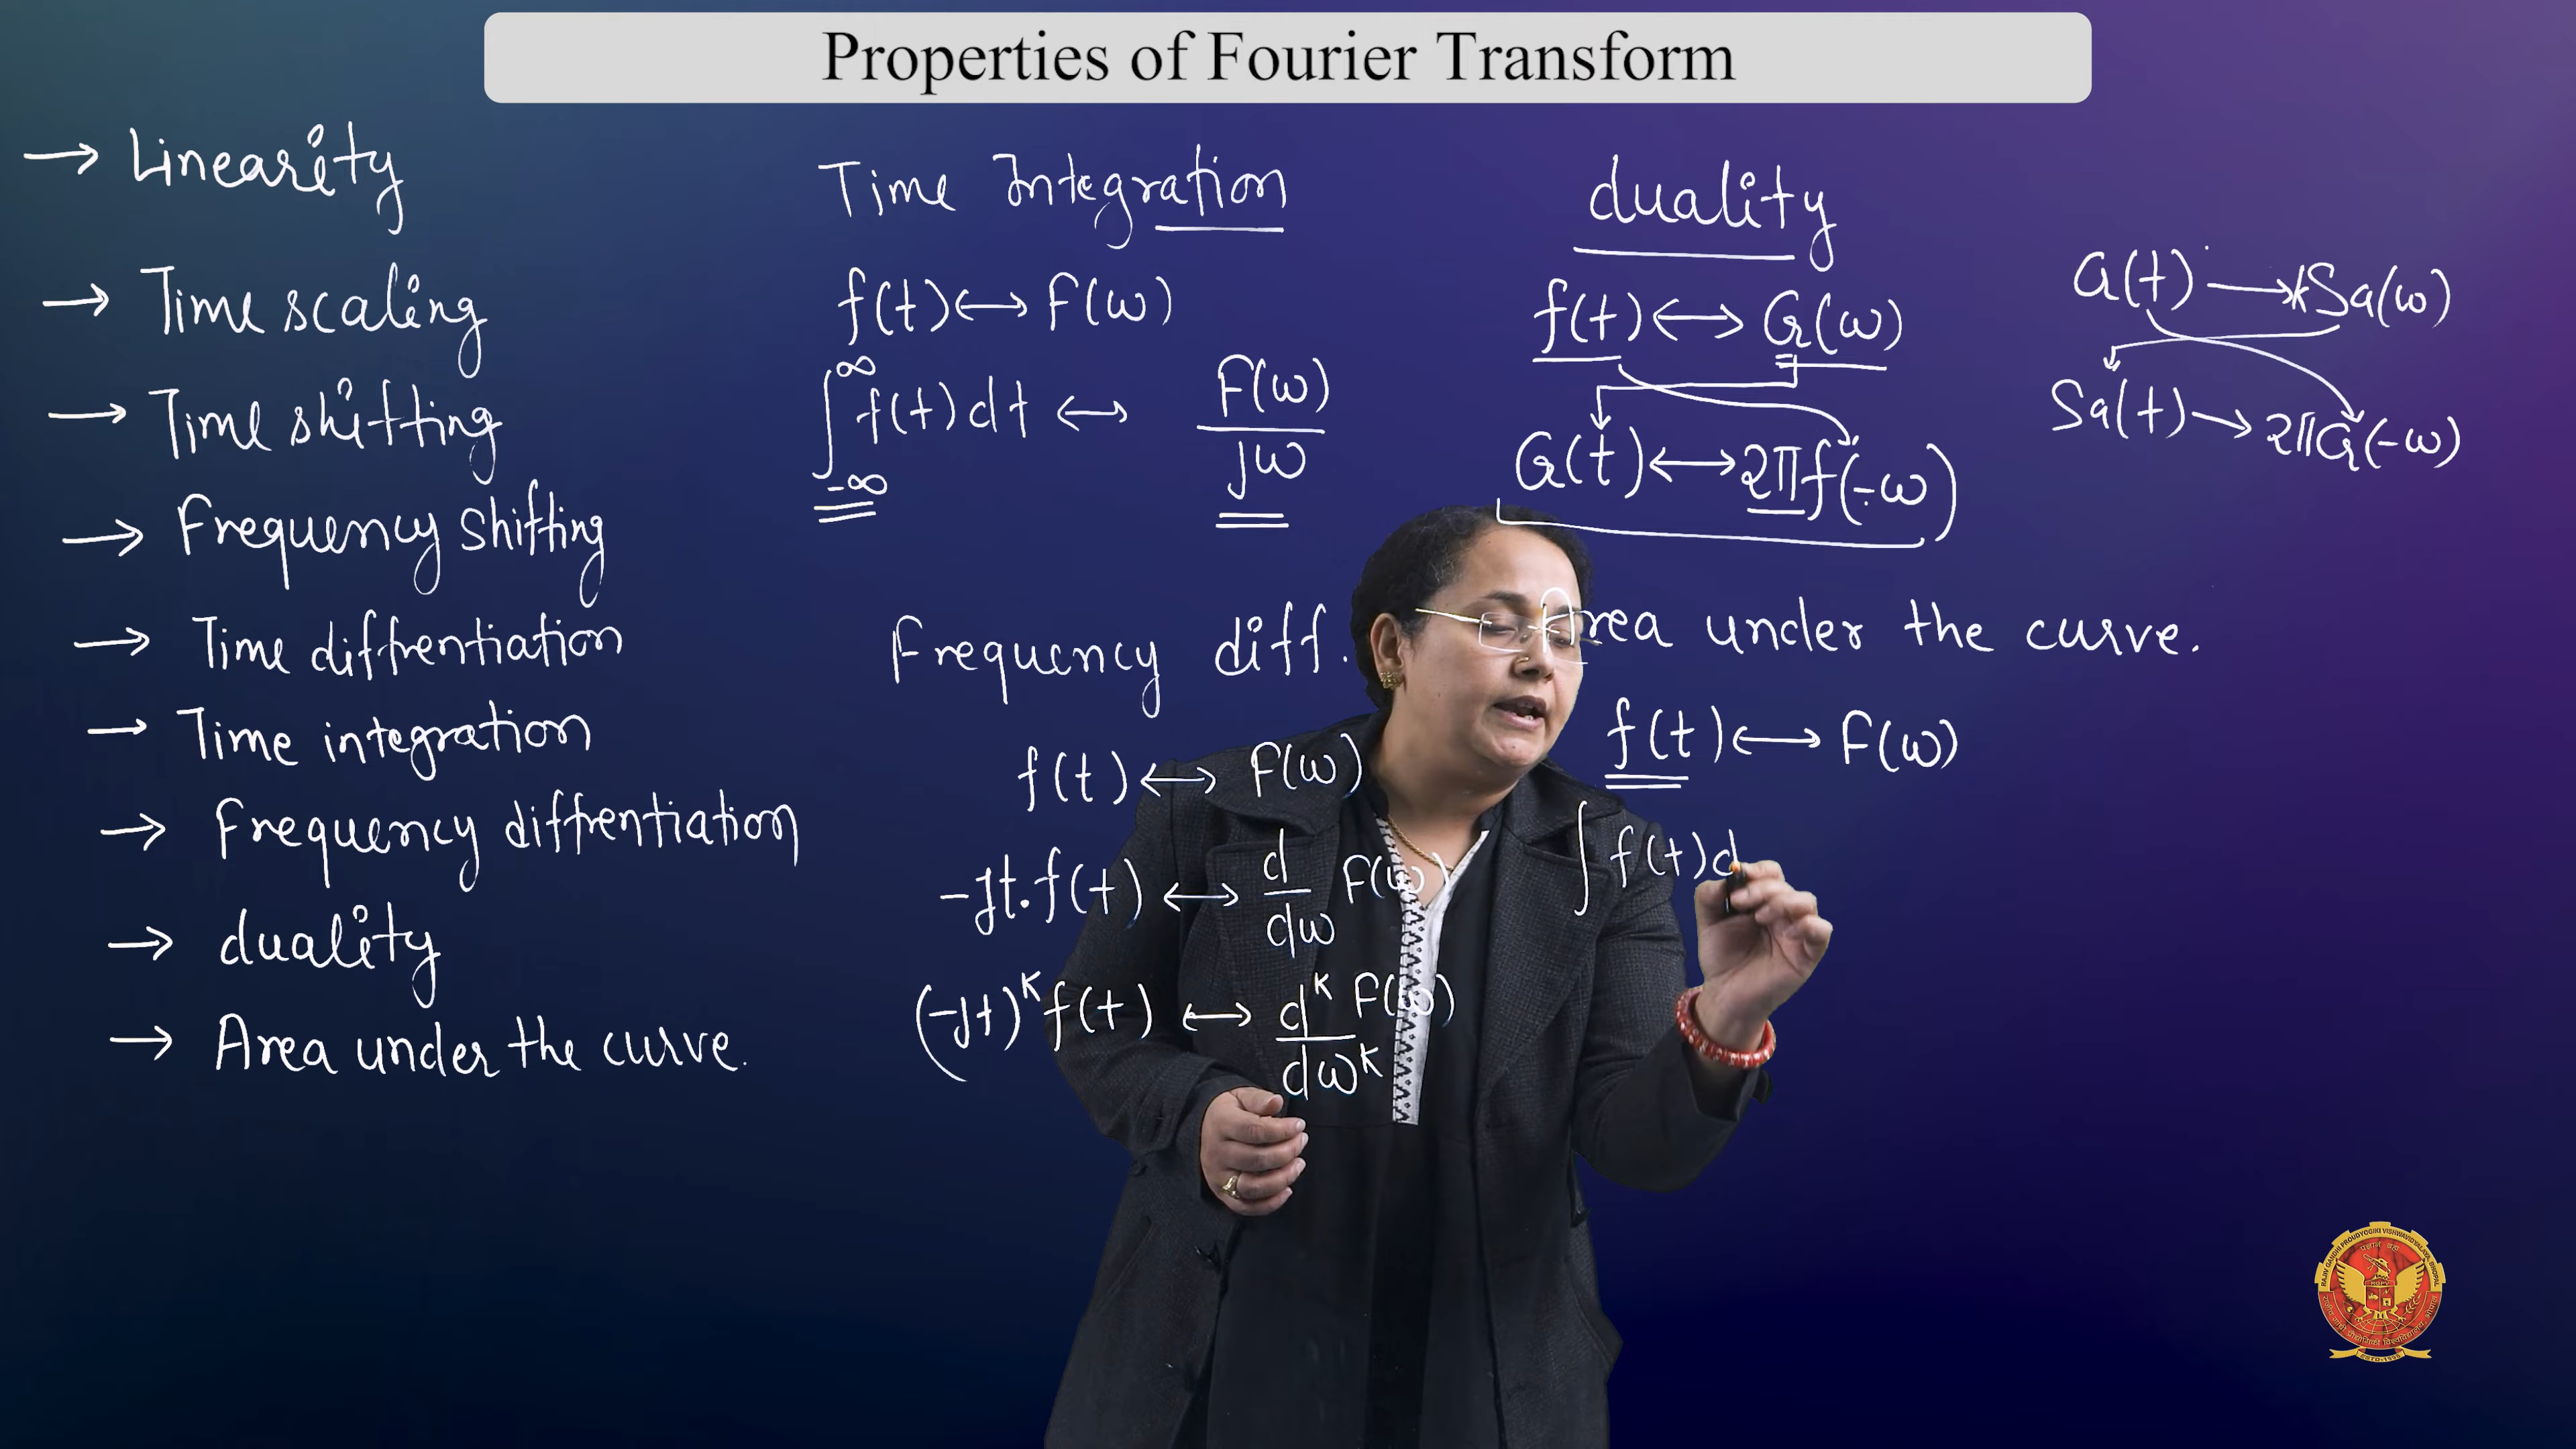 Properties of Fourier Transform
→ Linearity
→ Time scaling
→ Time shifting
→ Frequency shifting
→ Time diffrentiation
→ Time integration
→ Frequency diffrentiation
→ duality
→ Area under the curve.
Time Integration
f(t) ↔ F(ω)
∫_{-∞}^{∞} f(t) dt ↔ F(ω)/jω
Frequency diff.
f(t) ↔ F(ω)
-jt.f(t) ↔ d/dω F(ω)
(-jt)^k f(t) ↔ d^k F(ω)/dω^k
duality
f(t) ↔ G(ω)
G(t) ↔ 2π f(-ω)
G(t) → kSa(ω)
Sa(t) → 2πG(-ω)
Area under the curve.
f(t) ↔ F(ω)
∫ f(t) d